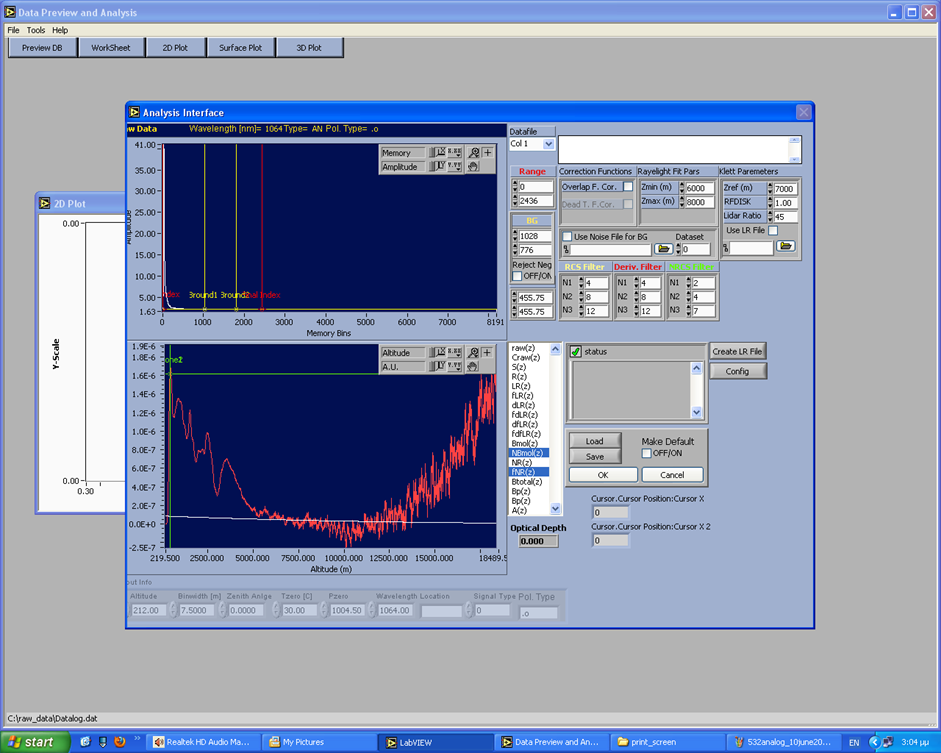 Data Preview and Analysis
File Tools Help
Preview DB WorkSheet 2D Plot Surface Plot 3D Plot
2D Plot
0.00
Y-Scale
0.00
0.30
Analysis Interface
w Data Wavelength [nm]= 1064 Type= AN Pol. Type= .o
Memory
Amplitude
41.00
35.00
30.00
25.00
20.00
15.00
10.00
5.00
1.63
0 1000 2000 3000 4000 5000 6000 7000 8191
Memory Bins
Altitude
A.U.
1.9E-6
1.6E-6
1.4E-6
1.2E-6
1.0E-6
8.0E-7
6.0E-7
4.0E-7
2.0E-7
0.0E+0
-2.5E-7
219.500 2500.000 5000.000 7500.000 10000.000 12500.000 15000.000 18489.5
Altitude (m)
Datafile
Col 1
Range
0
2436
BG
1028
776
Reject Neg
OFF/ON
455.75
455.75
Correction Functions
Overlap F. Cor.
Dead T. F.Cor.
Rayelight Fit Pars
Zmin (m) 6000
Zmax (m) 8000
Klett Paremeters
Zref (m) 7000
RFDISK 1.00
Lidar Ratio 45
Use LR File
Use Noise File for BG
Dataset
0
RCS Filter Deriv. Filter
N1 4 N1 4 N1 2
N2 8 N2 8 N2 4
N3 12 N3 12 N3 7
raw(z)
Craw(z)
S(z)
R(z)
LR(z)
fLR(z)
dLR(z)
fdLR(z)
dfLR(z)
fdfLR(z)
Bmol(z)
NBmol(z)
NR(z)
fNR(z)
Btotal(z)
Bp(z)
Bp(z)
A(z)
status
Create LR File
Config
Load
Save
Make Default
OFF/ON
OK Cancel
Cursor.Cursor Position:Cursor X
0
Cursor.Cursor Position:Cursor X 2
0
Optical Depth
0.000
put Info
Altitude Binwidth [m] Zenith Anlge Tzero [C] Pzero Wavelength Location Signal Type Pol. Type
212.00 7.5000 0.0000 30.00 1004.50 1064.00 0 .o
C:\raw_data\Datalog.dat
start Realtek HD Audio Ma... My Pictures LabVIEW Data Preview and An... print_screen 532analog_10june20... EN 3:04 μμ